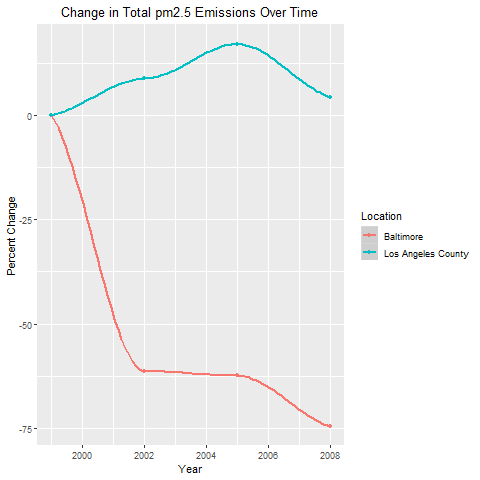 Change in Total pm2.5 Emissions Over Time
Percent Change
0
-25
-50
-75
2000 2002 2004 2006 2008
Year
Location
Baltimore
Los Angeles County